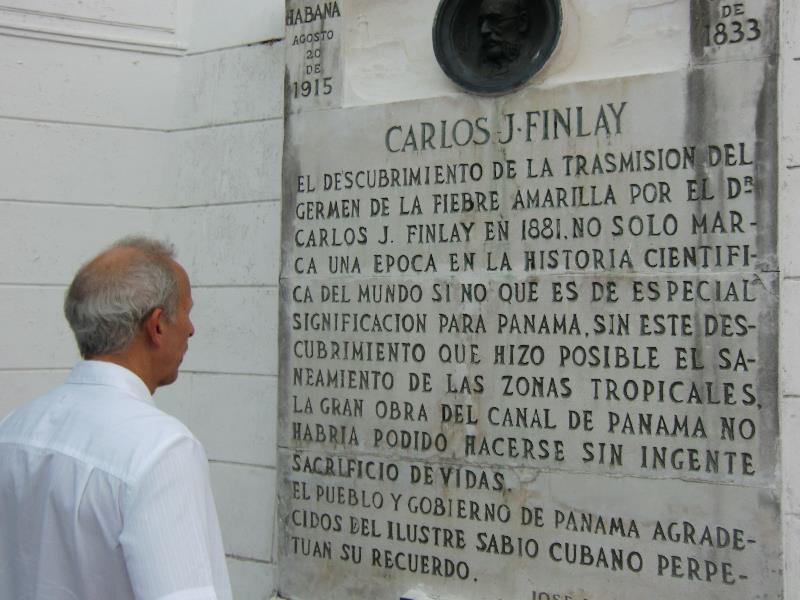 HABANA
AGOSTO
20
DE
1915
DE
1833
CARLOS·J·FINLAY
EL DESCUBRIMIENTO DE LA TRASMISION DEL
GERMEN DE LA FIEBRE AMARILLA POR EL DR
CARLOS J. FINLAY EN 1881. NO SOLO MAR-
CA UNA EPOCA EN LA HISTORIA CIENTIFI-
CA DEL MUNDO SI NO QUE ES DE ESPECIAL
SIGNIFICACION PARA PANAMA, SIN ESTE DES-
CUBRIMIENTO QUE HIZO POSIBLE EL SA-
NEAMIENTO DE LAS ZONAS TROPICALES,
LA GRAN OBRA DEL CANAL DE PANAMA NO
HABRIA PODIDO HACERSE SIN INGENTE
SACRIFICIO DE VIDAS.
EL PUEBLO Y GOBIERNO DE PANAMA AGRADE-
CIDOS DEL ILUSTRE SABIO CUBANO PERPE-
TUAN SU RECUERDO.